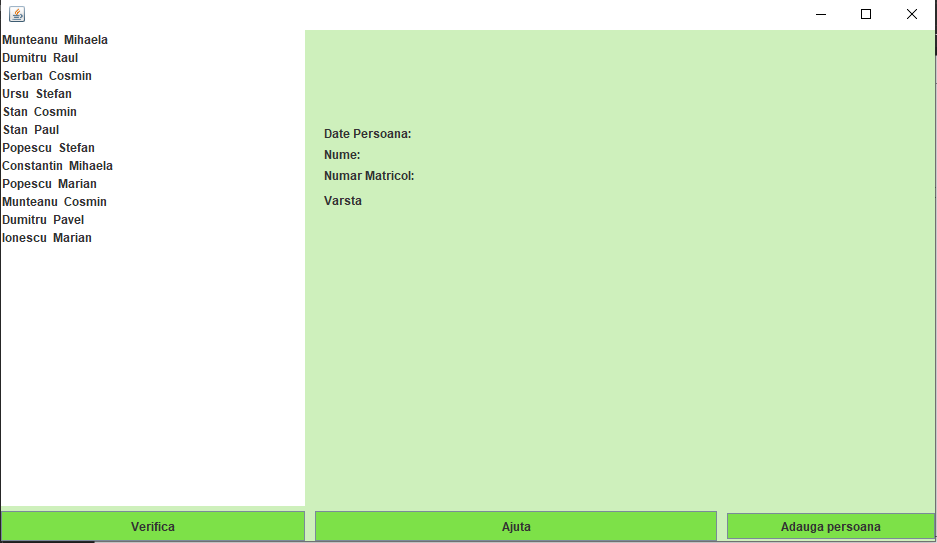 Munteanu Mihaela
Dumitru Raul
Serban Cosmin
Ursu Stefan
Stan Cosmin
Stan Paul
Popescu Stefan
Constantin Mihaela
Popescu Marian
Munteanu Cosmin
Dumitru Pavel
Ionescu Marian
Date Persoana:
Nume:
Numar Matricol:
Varsta
Verifica
Ajuta
Adauga persoana